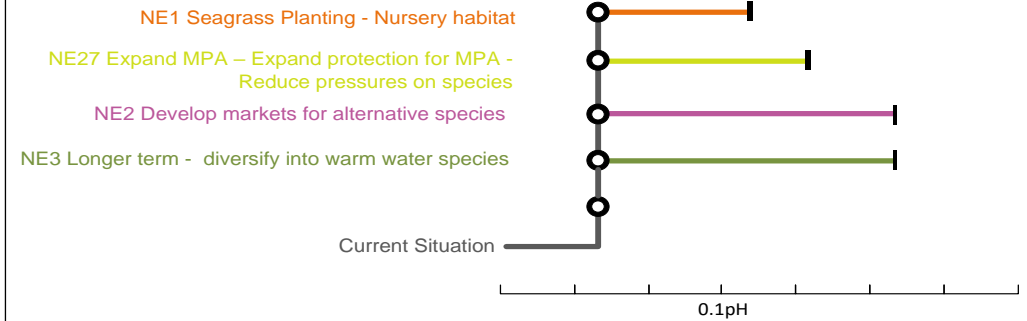 NE1 Seagrass Planting - Nursery habitat
NE27 Expand MPA – Expand protection for MPA -
Reduce pressures on species
NE2 Develop markets for alternative species
NE3 Longer term -  diversify into warm water species
Current Situation
0.1pH